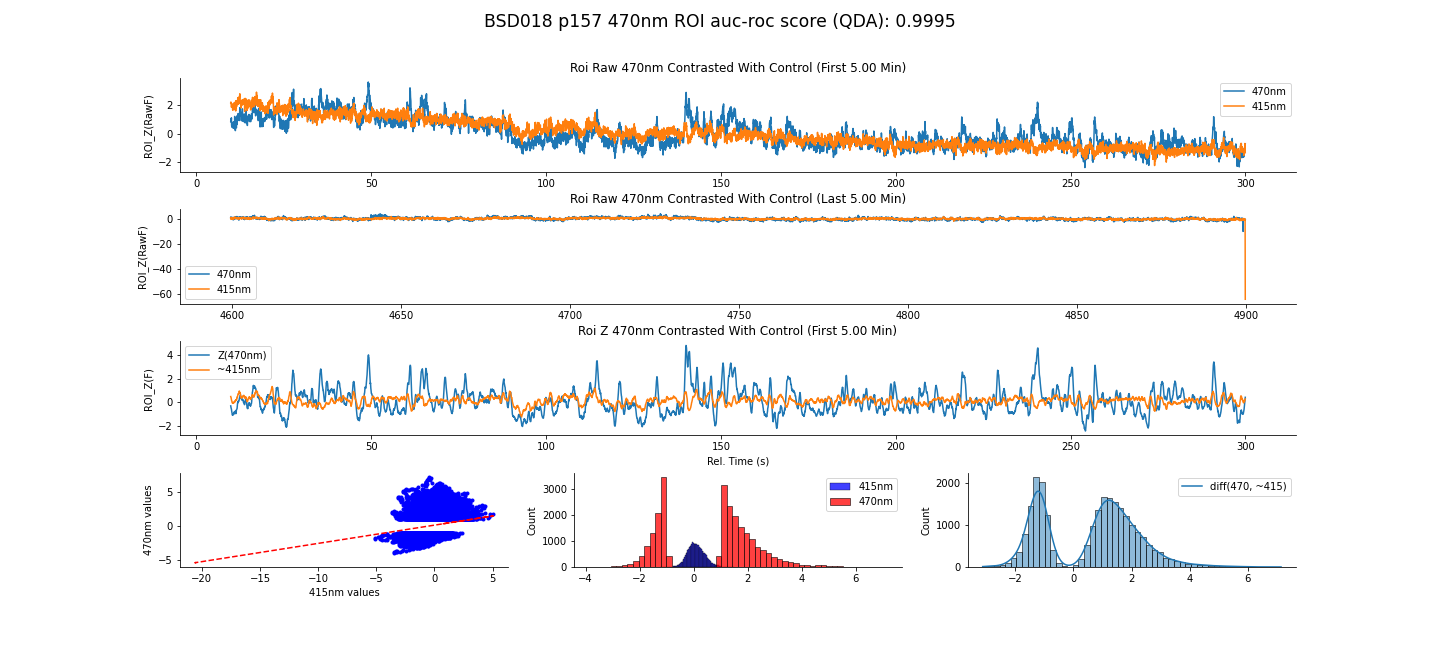 BSD018 p157 470nm ROI auc-roc score (QDA): 0.9995
Roi Raw 470nm Contrasted With Control (First 5.00 Min)
ROI_Z(RawF)
2
0
−2
470nm
415nm
0 50 100 150 200 250 300
Roi Raw 470nm Contrasted With Control (Last 5.00 Min)
ROI_Z(RawF)
0
−20
−40
−60
470nm
415nm
4600 4650 4700 4750 4800 4850 4900
Roi Z 470nm Contrasted With Control (First 5.00 Min)
ROI_Z(F)
4
2
0
−2
Z(470nm)
~415nm
0 50 100 150 200 250 300
Rel. Time (s)
470nm values
5
0
−5
−20 −15 −10 −5 0 5
415nm values
Count
3000
2000
1000
0
415nm
470nm
−4 −2 0 2 4 6
Count
2000
1000
0
diff(470, ~415)
−2 0 2 4 6